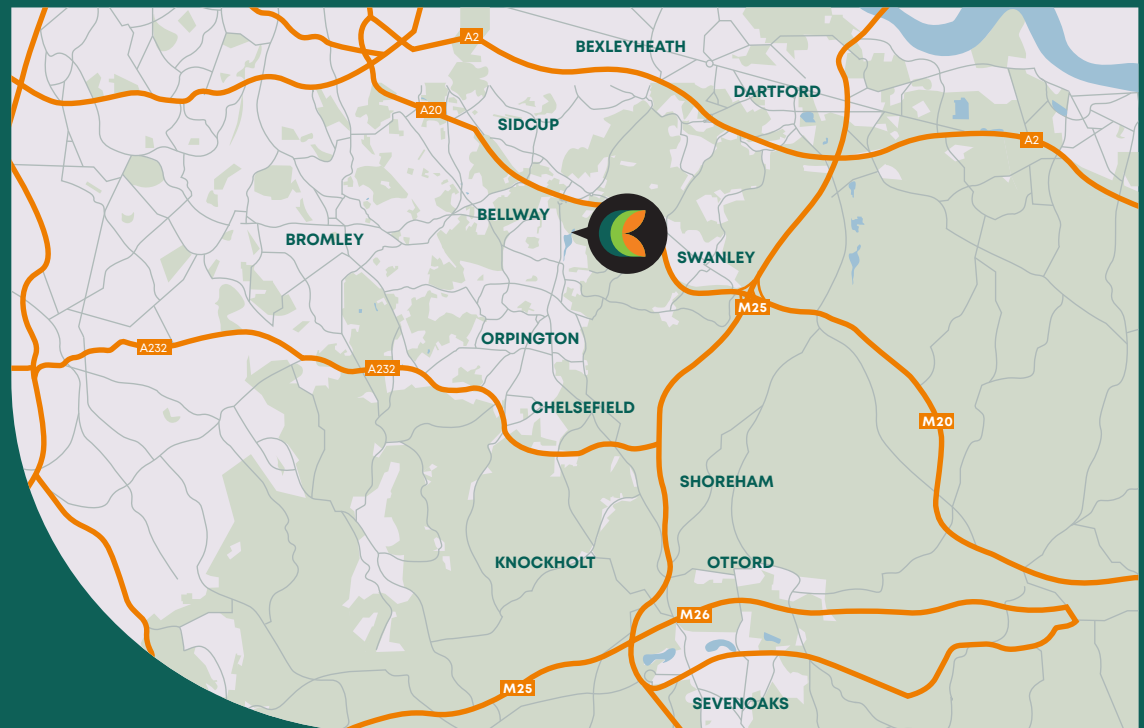 A2
BEXLEYHEATH
DARTFORD
A20
SIDCUP
A2
BELLWAY
BROMLEY
SWANLEY
M25
ORPINGTON
A232
A232
CHELSEFIELD
M20
SHOREHAM
KNOCKHOLT
OTFORD
M26
M25
SEVENOAKS